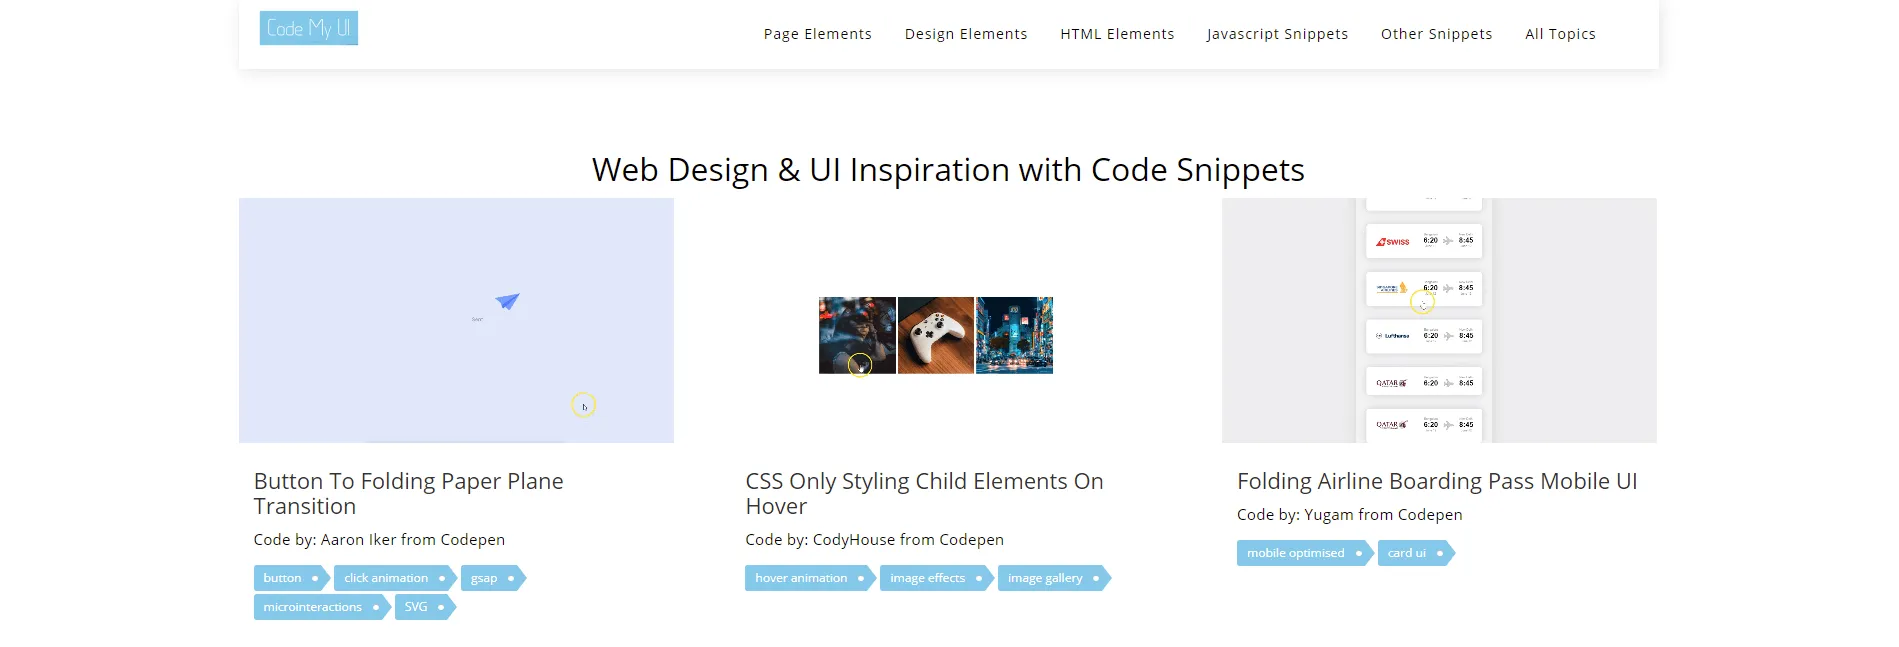 Code My UI
Page Elements Design Elements HTML Elements Javascript Snippets Other Snippets All Topics
Web Design & UI Inspiration with Code Snippets
Sent
SWISS 6:20 8:45
SINGAPORE AIRLINES 6:20 8:45
Lufthansa 6:20 8:45
QATAR 6:20 8:45
QATAR 6:20 8:45
Button To Folding Paper Plane
Transition
Code by: Aaron Iker from Codepen
button click animation gsap
microinteractions SVG
CSS Only Styling Child Elements On
Hover
Code by: CodyHouse from Codepen
hover animation image effects image gallery
Folding Airline Boarding Pass Mobile UI
Code by: Yugam from Codepen
mobile optimised card ui